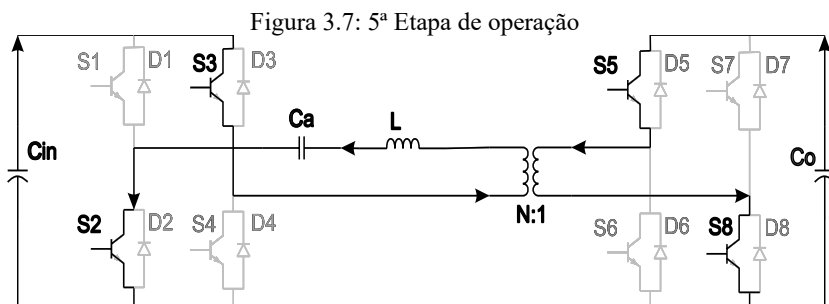 Figura 3.7: 5ª Etapa de operação
S1 D1 S3 D3 S5 D5 S7 D7
Ca L
Cin Co
N:1
S2 D2 S4 D4 S6 D6 S8 D8